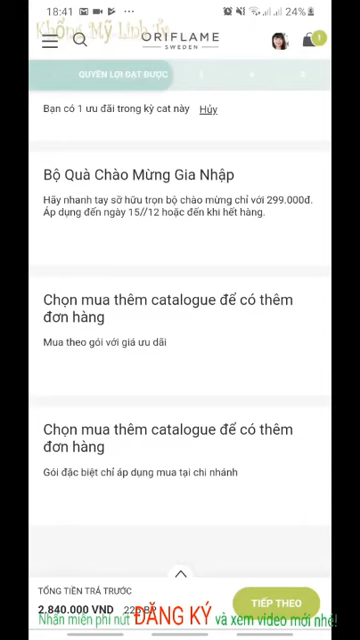 18:41
24%
Khổng Mỹ Linh Tv
ORIFLAME
SWEDEN
1
QUYỀN LỢI ĐẠT ĐƯỢC
Bạn có 1 ưu đãi trong kỳ cat này Hủy
Bộ Quà Chào Mừng Gia Nhập
Hãy nhanh tay sỡ hữu trọn bộ chào mừng chỉ với 299.000đ.
Áp dụng đến ngày 15//12 hoặc đến khi hết hàng.
Chọn mua thêm catalogue để có thêm
đơn hàng
Mua theo gói với giá ưu dãi
Chọn mua thêm catalogue để có thêm
đơn hàng
Gói đặc biệt chỉ áp dụng mua tại chi nhánh
TỔNG TIỀN TRẢ TRƯỚC
2.840.000 VND
TIẾP THEO
Nhấn miễn phí nút ĐĂNG KÝ và xem video mới nhé!